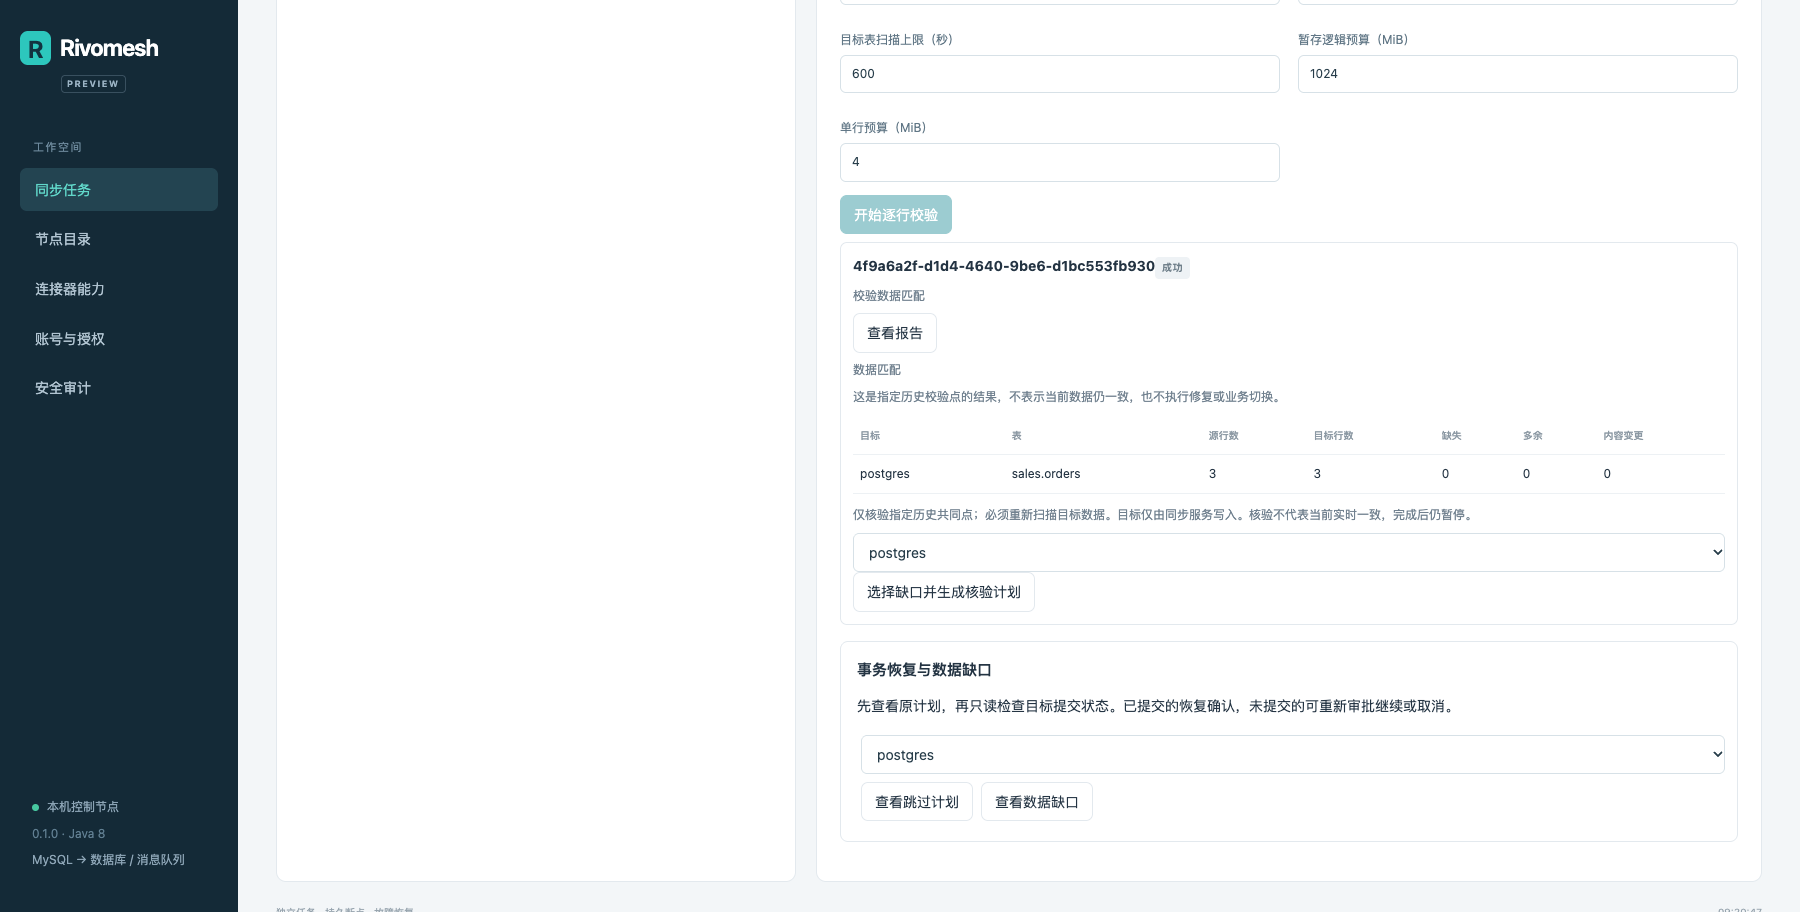 R Rivomesh
PREVIEW
工作空间
同步任务
节点目录
连接器能力
账号与授权
安全审计
本机控制节点
0.1.0 · Java 8
MySQL → 数据库 / 消息队列
目标表扫描上限（秒） 暂存逻辑预算（MiB）
600 1024
单行预算（MiB）
4
开始逐行校验
4f9a6a2f-d1d4-4640-9be6-d1bc553fb930 成功
校验数据匹配
查看报告
数据匹配
这是指定历史校验点的结果，不表示当前数据仍一致，也不执行修复或业务切换。
目标 表 源行数 目标行数 缺失 多余 内容变更
postgres sales.orders 3 3 0 0 0
仅核验指定历史共同点；必须重新扫描目标数据。目标仅由同步服务写入。核验不代表当前实时一致，完成后仍暂停。
postgres
选择缺口并生成核验计划
事务恢复与数据缺口
先查看原计划，再只读检查目标提交状态。已提交的恢复确认，未提交的可重新审批继续或取消。
postgres
查看跳过计划 查看数据缺口